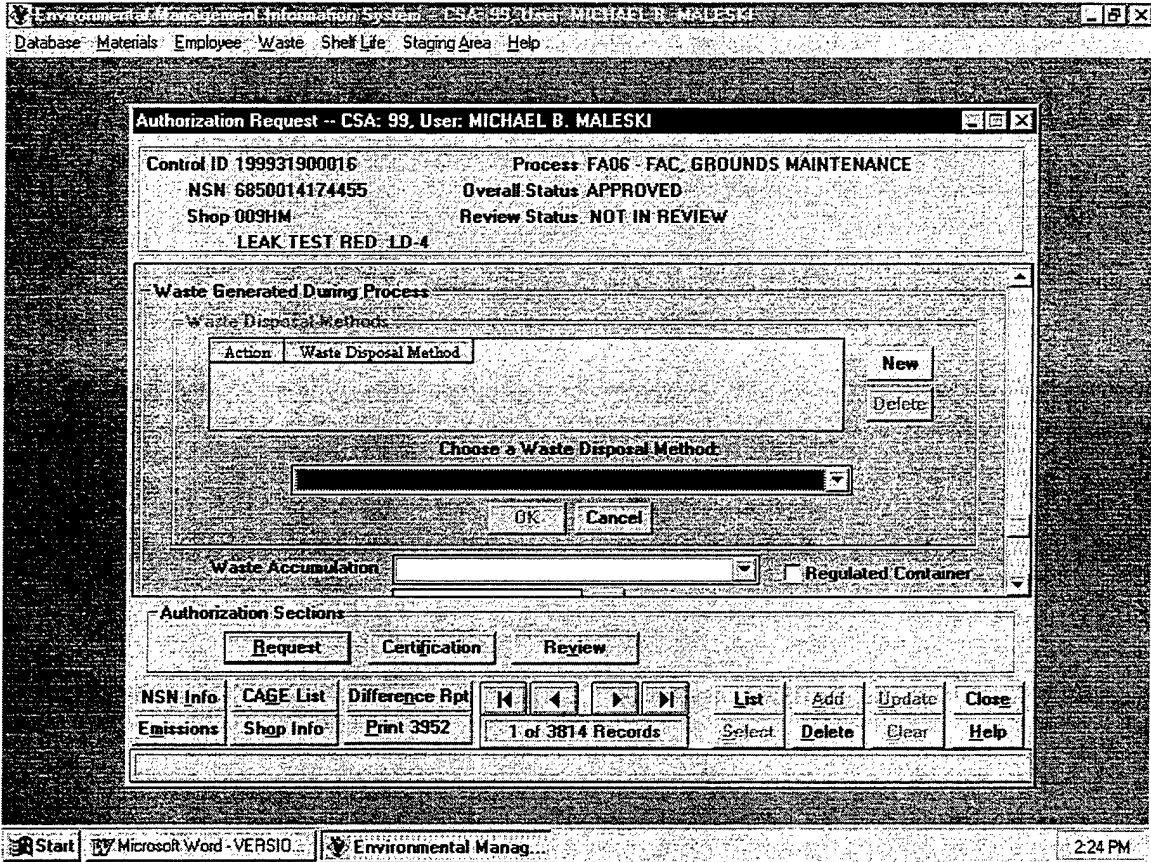 Environmental Management Information System - CSA: 99, User: MICHAEL B. MALESKI
Database Materials Employee Waste Shelf Life Staging Area Help
Authorization Request -- CSA: 99, User: MICHAEL B. MALESKI
Control ID 199931900016 Process FA06 - FAC, GROUNDS MAINTENANCE
NSN 6850014174455 Overall Status APPROVED
Shop 009HM Review Status NOT IN REVIEW
LEAK TEST RED LD-4
Waste Generated During Process
Waste Disposal Methods
Action Waste Disposal Method
New
Delete
Choose a Waste Disposal Method:
OK Cancel
Waste Accumulation Regulated Container
Authorization Sections
Request Certification Review
NSN Info CAGE List Difference Rpt List Add Update Close
Emissions Shop Info Print 3952 1 of 3814 Records Select Delete Clear Help
Start Microsoft Word - VERSIO... Environmental Manag... 2:24 PM